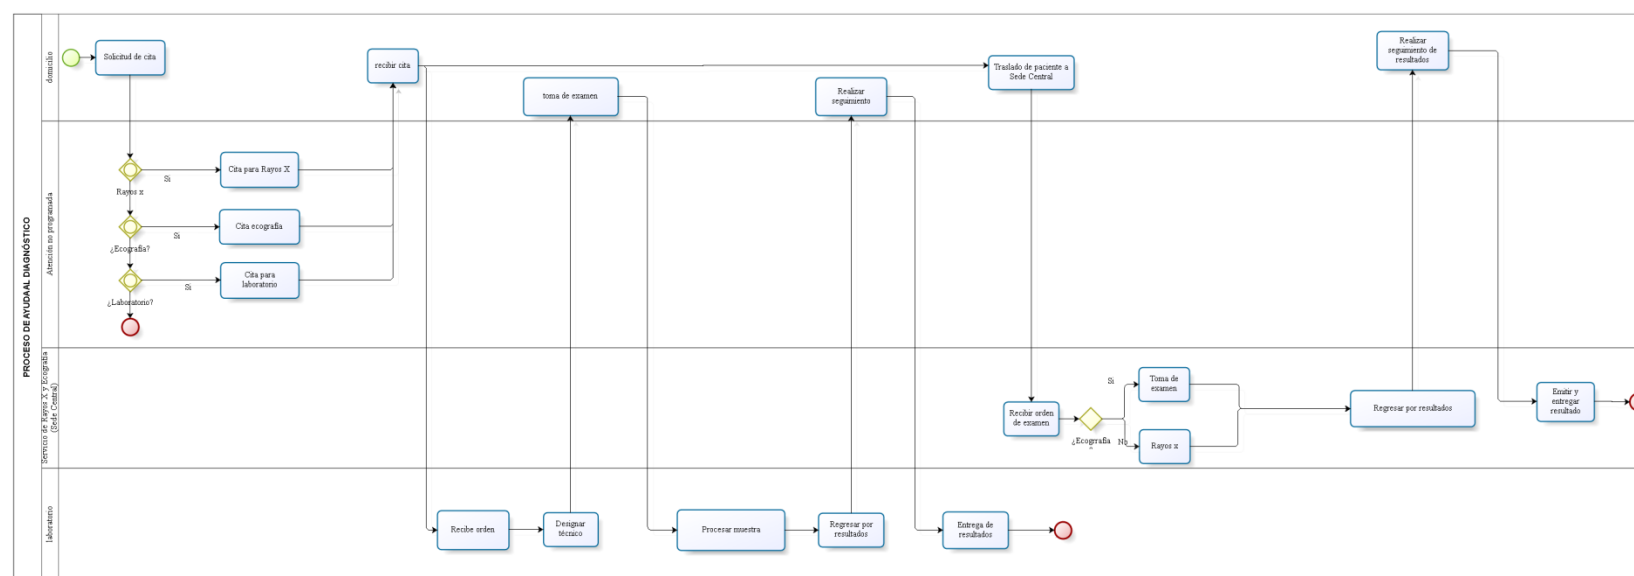 PROCESO DE AYUDA AL DIAGNÓSTICO
domicilio
Solicitud de cita
recibir cita
toma de examen
Realizar
seguimiento
Traslado de paciente a
Sede Central
Realizar
seguimiento de
resultados
Atención no programada
Rayos x
Si
Cita para Rayos X
¿Ecografía?
Si
Cita ecografía
¿Laboratorio?
Si
Cita para
laboratorio
Servicio de Rayos X y Ecografía
(Sede Central)
Recibir orden
de examen
¿Ecogrrafía
Si
Toma de
examen
No
Rayos x
Regresar por resultados
Emitir y
entregar
resultado
laboratorio
Recibe orden
Designar
técnico
Procesar muestra
Regresar por
resultados
Entrega de
resultados